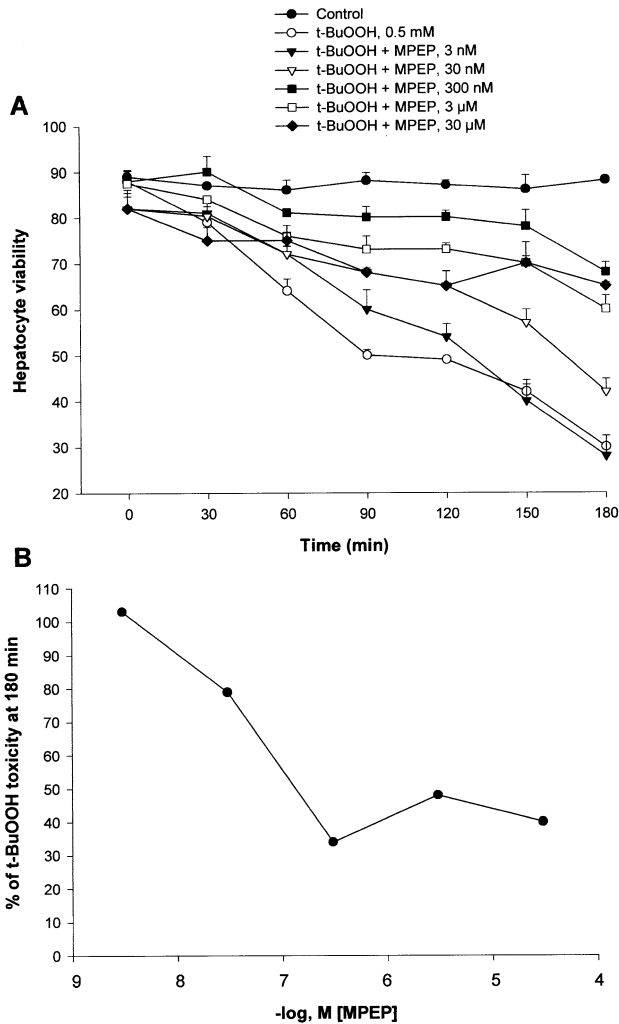 Control
t-BuOOH, 0.5 mM
t-BuOOH + MPEP, 3 nM
t-BuOOH + MPEP, 30 nM
t-BuOOH + MPEP, 300 nM
t-BuOOH + MPEP, 3 µM
t-BuOOH + MPEP, 30 µM
A
100
90
80
70
60
50
40
30
20
Hepatocyte viability
0 30 60 90 120 150 180
Time (min)
B
110
100
90
80
70
60
50
40
30
20
10
0
% of t-BuOOH toxicity at 180 min
9 8 7 6 5 4
-log, M [MPEP]